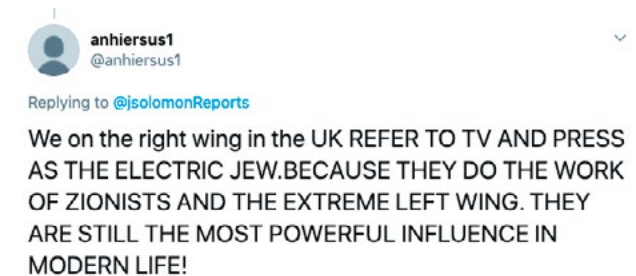 anhiersus1
@anhiersus1
Replying to @jsolomonReports
We on the right wing in the UK REFER TO TV AND PRESS
AS THE ELECTRIC JEW.BECAUSE THEY DO THE WORK
OF ZIONISTS AND THE EXTREME LEFT WING. THEY
ARE STILL THE MOST POWERFUL INFLUENCE IN
MODERN LIFE!